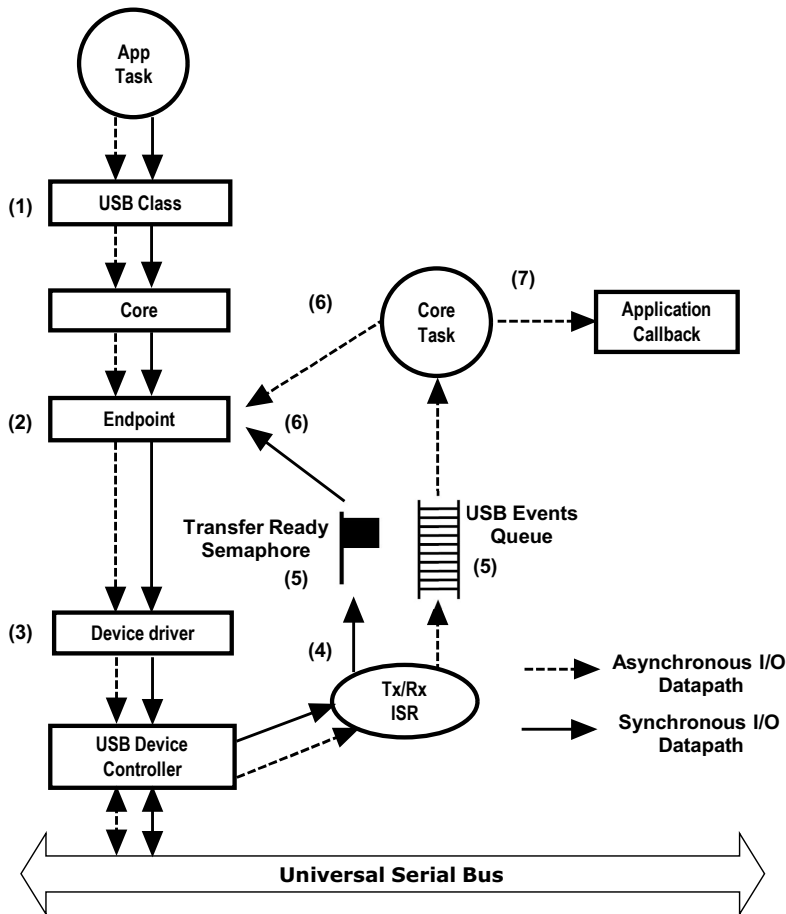 App
Task
(1)
USB Class
Core
(2)
Endpoint
(6)
Core
Task
(7)
Application
Callback
(6)
Transfer Ready
Semaphore
(5)
USB Events
Queue
(5)
(3)
Device driver
(4)
Tx/Rx
ISR
USB Device
Controller
Asynchronous I/O
Datapath
Synchronous I/O
Datapath
Universal Serial Bus